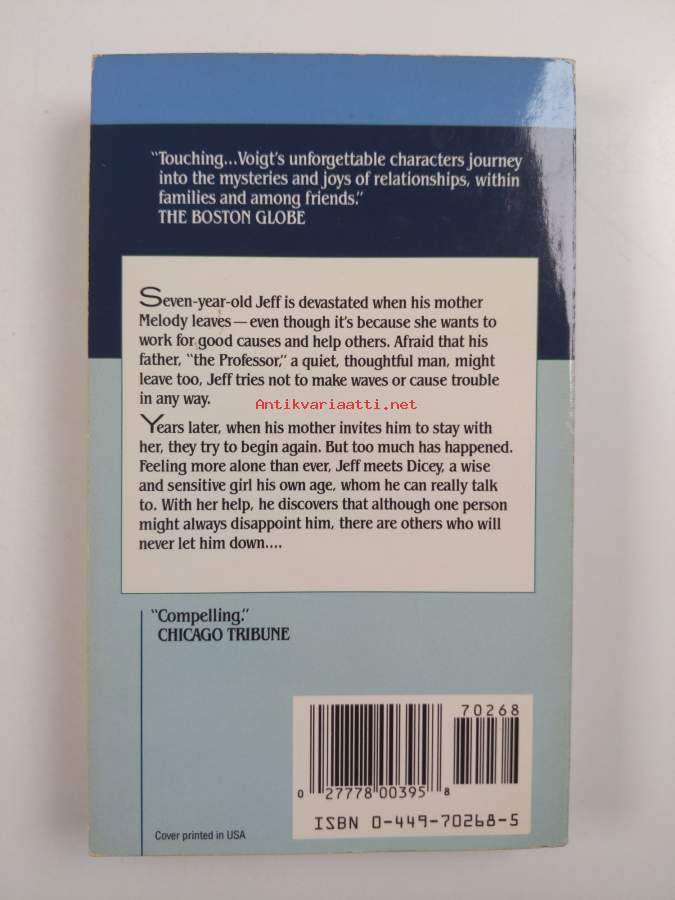 "Touching...Voigt's unforgettable characters journey
into the mysteries and joys of relationships, within
families and among friends."
THE BOSTON GLOBE
Seven-year-old Jeff is devastated when his mother
Melody leaves—even though it's because she wants to
work for good causes and help others. Afraid that his
father, "the Professor," a quiet, thoughtful man, might
leave too, Jeff tries not to make waves or cause trouble
in any way.
Antikvariaatti.net
Years later, when his mother invites him to stay with
her, they try to begin again. But too much has happened.
Feeling more alone than ever, Jeff meets Dicey, a wise
and sensitive girl his own age, whom he can really talk
to. With her help, he discovers that although one person
might always disappoint him, there are others who will
never let him down....
"Compelling."
CHICAGO TRIBUNE
70268
0 27778 00395 8
ISBN 0-449-70268-5
Cover printed in USA